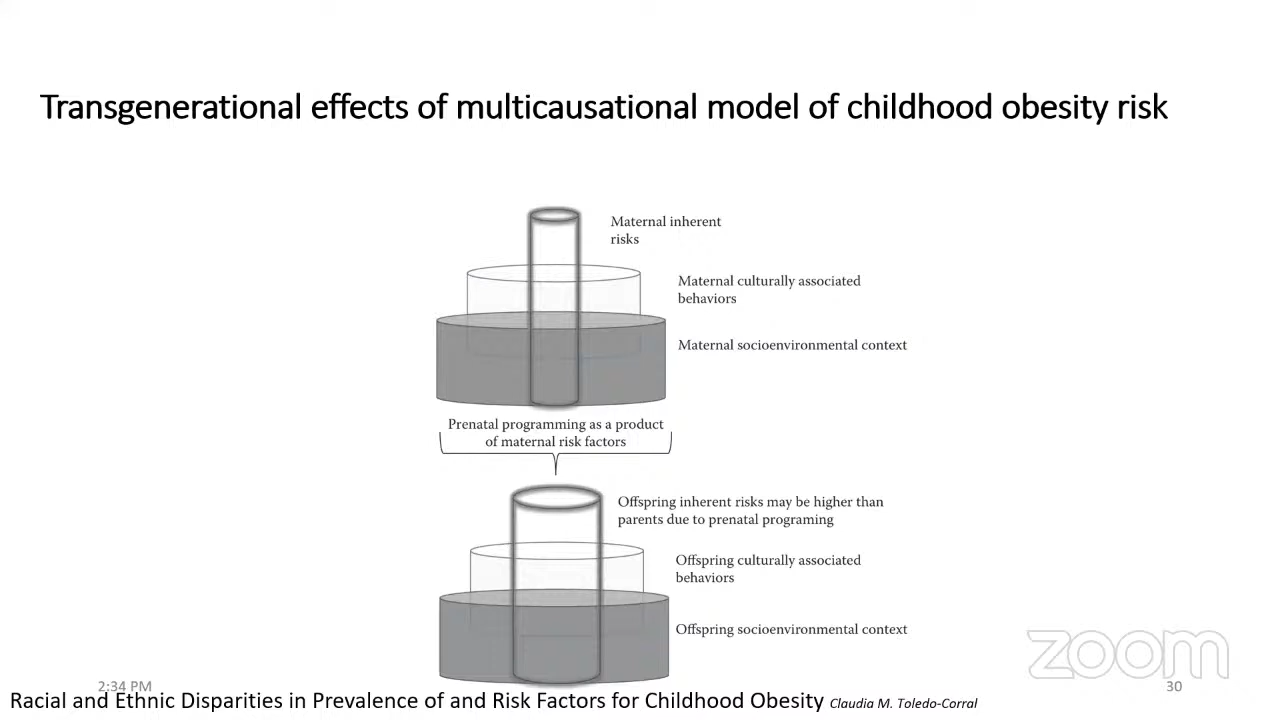 Transgenerational effects of multicausational model of childhood obesity risk
Maternal inherent
risks
Maternal culturally associated
behaviors
Maternal socioenvironmental context
Prenatal programming as a product
of maternal risk factors
Offspring inherent risks may be higher than
parents due to prenatal programing
Offspring culturally associated
behaviors
Offspring socioenvironmental context
zoom
2:34 PM
30
Racial and Ethnic Disparities in Prevalence of and Risk Factors for Childhood Obesity Claudia M. Toledo-Corral